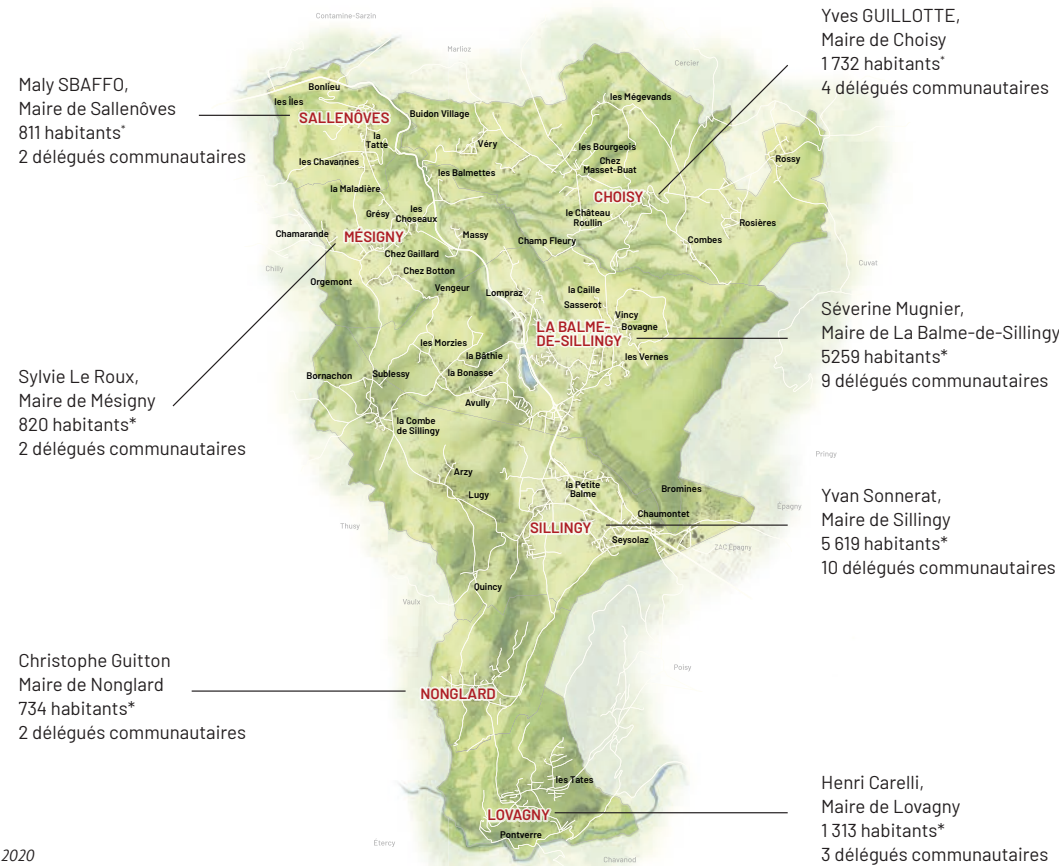 Contamine-Sarzin
Marlioz
Cercier
Yves GUILLOTTE,
Maire de Choisy
1 732 habitants*
4 délégués communautaires
Maly SBAFFO,
Maire de Sallenôves
811 habitants*
2 délégués communautaires
Bonlieu
les Iles
SALLENÔVES
Buidon Village
la
Tatte
Véry
les Chavannes
les Balmettes
les Mégevands
les Bourgeois
Chez
Masset-Buat
Rossy
CHOISY
la Maladière
Grésy
les
Choseaux
le Château
Roullin
Rosières
Chamarande
MÉSIGNY
Massy
Champ Fleury
Combes
Chez Gaillard
Chilly
Chez Botton
Cuvat
Orgemont
Vengeur
Lompraz
la Caille
Sasserot
Vincy
Bovagne
LA BALME-
DE-SILLINGY
les Vernes
Séverine Mugnier,
Maire de La Balme-de-Sillingy
5259 habitants*
9 délégués communautaires
les Morzies
la Bâthie
Bornachon
Sublessy
la Bonasse
Avully
la Combe
de Sillingy
Sylvie Le Roux,
Maire de Mésigny
820 habitants*
2 délégués communautaires
Pringy
Arzy
Lugy
la Petite
Balme
Bromines
Chaumontet
Épagny
Thusy
SILLINGY
Seysolaz
ZAC Epagny
Yvan Sonnerat,
Maire de Sillingy
5 619 habitants*
10 délégués communautaires
Quincy
Vaulx
Poisy
Christophe Guitton
Maire de Nonglard
734 habitants*
2 délégués communautaires
NONGLARD
les Tates
LOVAGNY
Pontverre
Etercy
Chavanod
Henri Carelli,
Maire de Lovagny
1 313 habitants*
3 délégués communautaires
2020